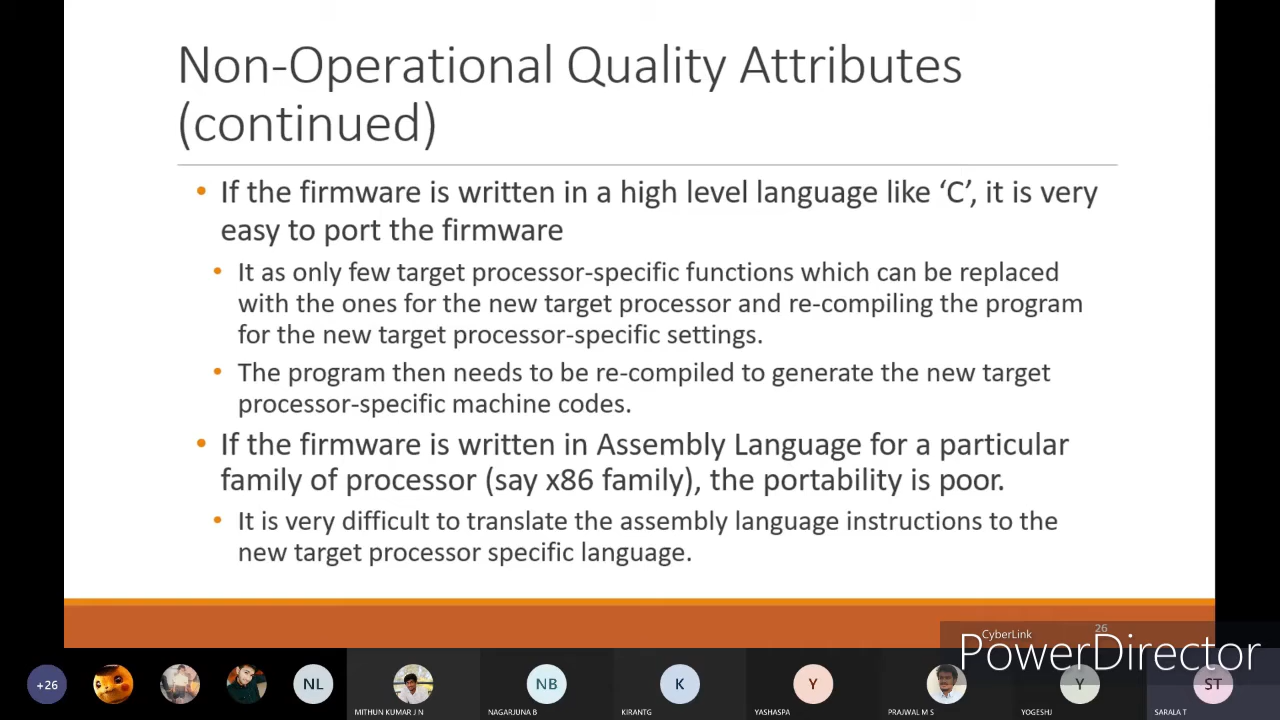 Non-Operational Quality Attributes
(continued)
• If the firmware is written in a high level language like ‘C’, it is very
easy to port the firmware
• It as only few target processor-specific functions which can be replaced
with the ones for the new target processor and re-compiling the program
for the new target processor-specific settings.
• The program then needs to be re-compiled to generate the new target
processor-specific machine codes.
• If the firmware is written in Assembly Language for a particular
family of processor (say x86 family), the portability is poor.
• It is very difficult to translate the assembly language instructions to the
new target processor specific language.
26
CyberLink
PowerDirector
+26 NL NB K Y Y ST
MITHUN KUMAR J N NAGARJUNA B KIRANTG YASHASPA PRAJWAL M S YOGESHJ SARALA T